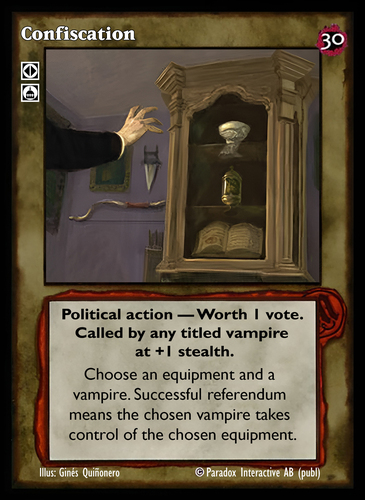 Confiscation
30
Political action — Worth 1 vote.
Called by any titled vampire
at +1 stealth.
Choose an equipment and a
vampire. Successful referendum
means the chosen vampire takes
control of the chosen equipment.
Illus: Ginés Quiñonero © Paradox Interactive AB (publ)